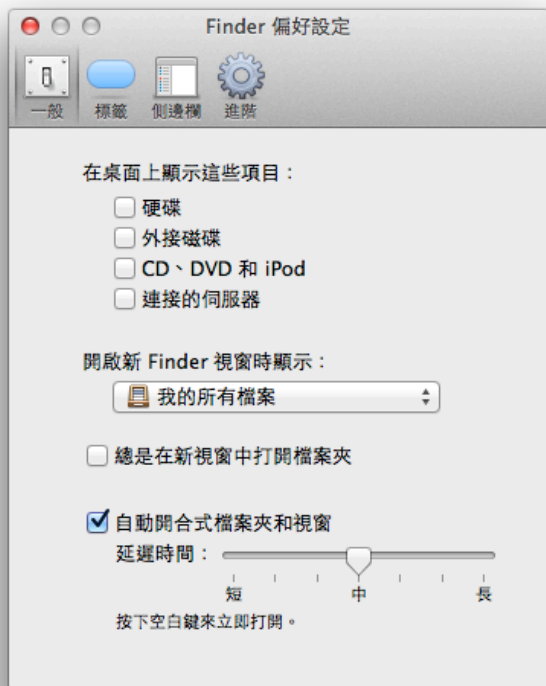 Finder 偏好設定
一般 標籤 側邊欄 進階
在桌面上顯示這些項目：
硬碟
外接磁碟
CD、DVD 和 iPod
連接的伺服器
開啟新 Finder 視窗時顯示：
我的所有檔案
總是在新視窗中打開檔案夾
自動開合式檔案夾和視窗
延遲時間：
短 中 長
按下空白鍵來立即打開。